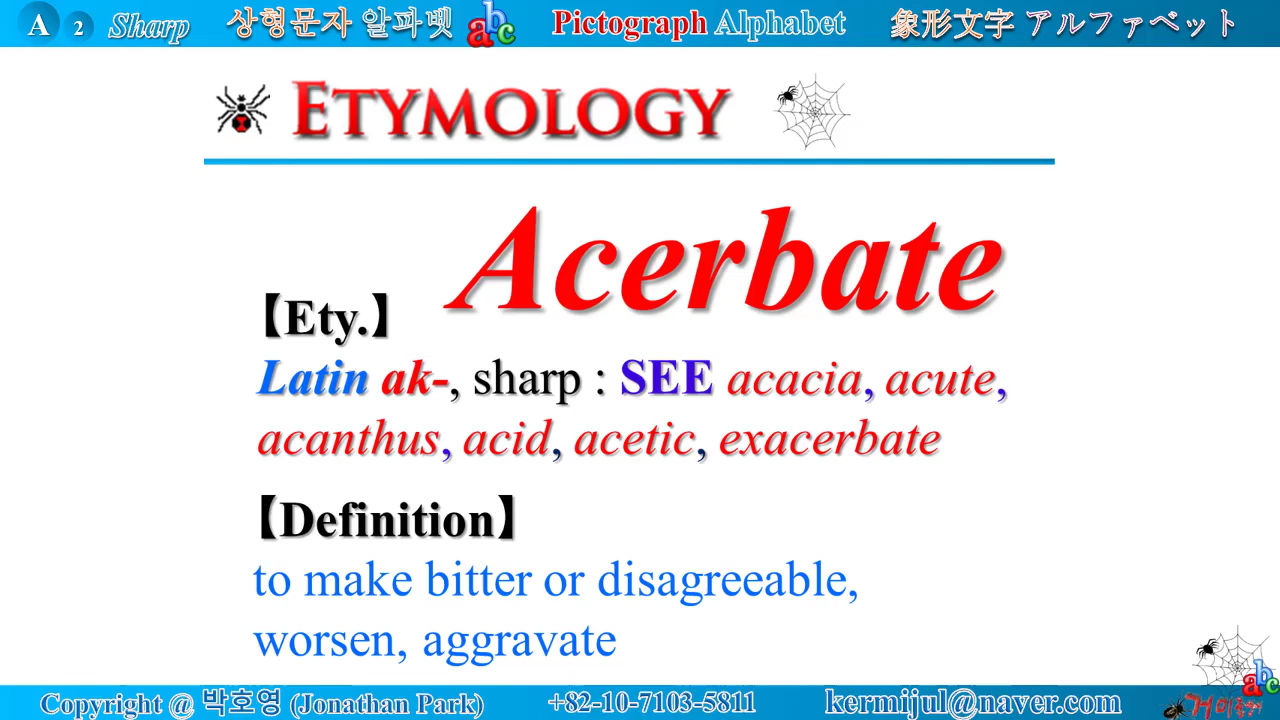 A 2 Sharp 상형문자 알파벳 abc Pictograph Alphabet 象形文字 アルファベット
ETYMOLOGY
Acerbate
【Ety.】
Latin ak-, sharp : SEE acacia, acute,
acanthus, acid, acetic, exacerbate
【Definition】
to make bitter or disagreeable,
worsen, aggravate
abc
Copyright @ 박호영 (Jonathan Park) +82-10-7103-5811 kermijul@naver.com